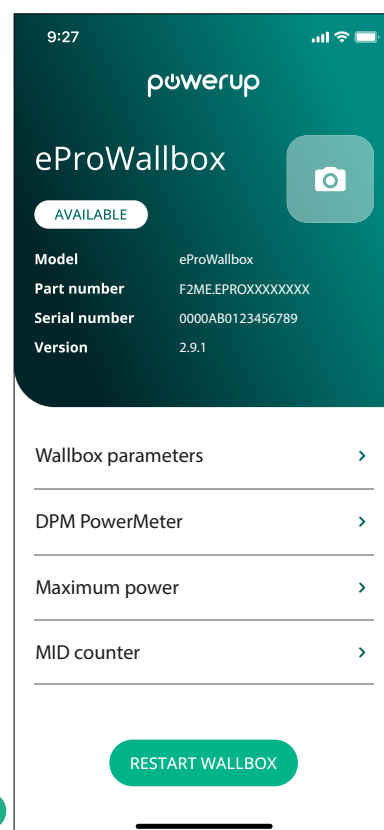 9:27
powerup
eProWallbox
AVAILABLE
Model eProWallbox
Part number F2ME.EPROXXXXXXXX
Serial number 0000AB0123456789
Version 2.9.1
Wallbox parameters
DPM PowerMeter
Maximum power
MID counter
RESTART WALLBOX